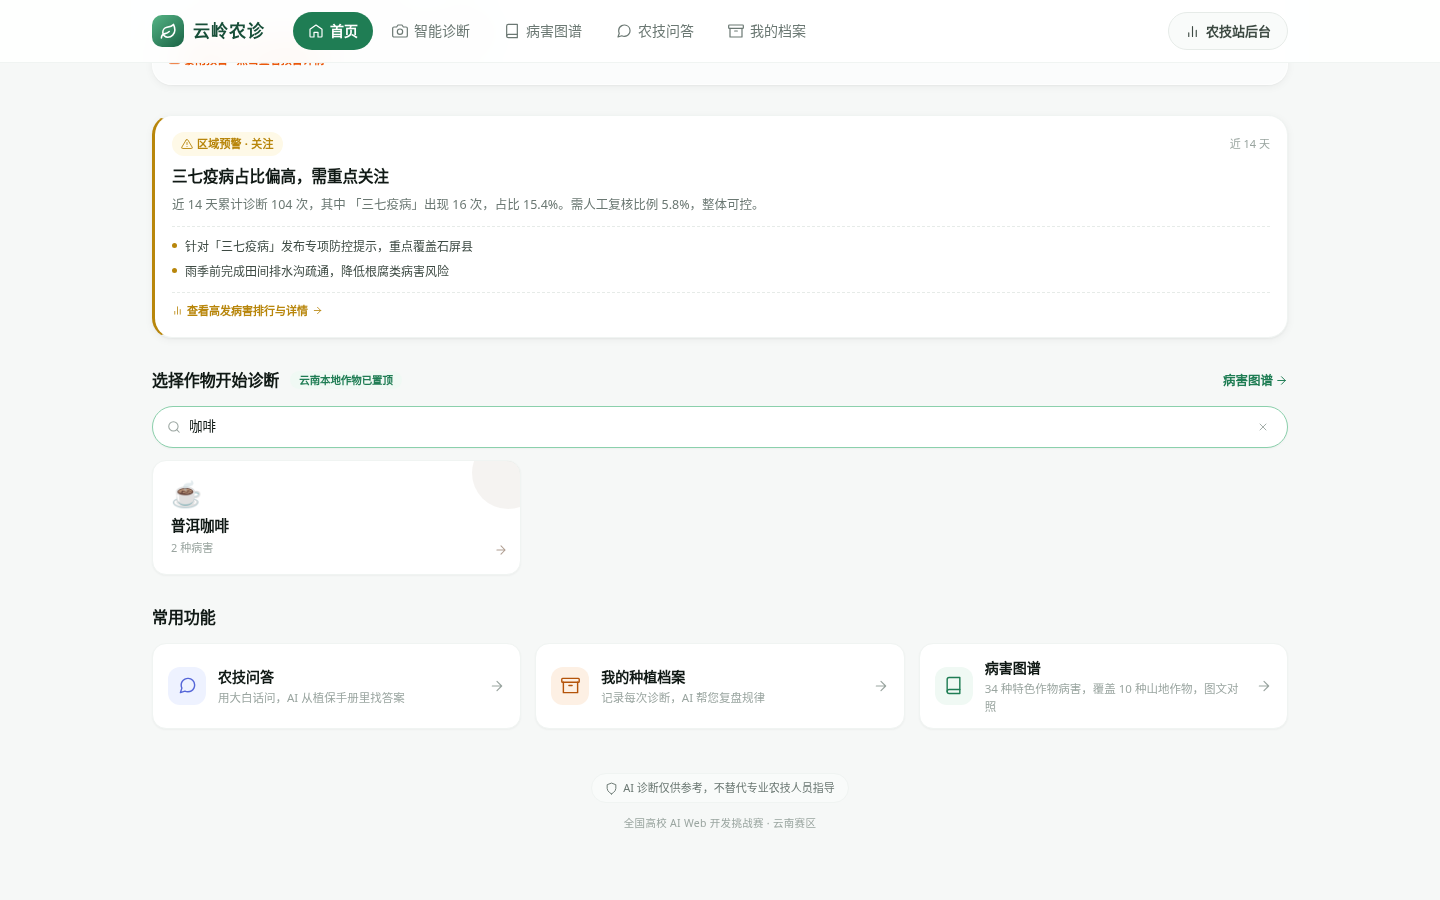 云岭农诊
首页
智能诊断
病害图谱
农技问答
我的档案
农技站后台
区域预警 · 关注
近 14 天
三七疫病占比偏高，需重点关注
近 14 天累计诊断 104 次，其中 「三七疫病」出现 16 次，占比 15.4%。需人工复核比例 5.8%，整体可控。
针对「三七疫病」发布专项防控提示，重点覆盖石屏县
雨季前完成田间排水沟疏通，降低根腐类病害风险
查看高发病害排行与详情
选择作物开始诊断
云南本地作物已置顶
病害图谱
咖啡
普洱咖啡
2 种病害
常用功能
农技问答
用大白话问，AI 从植保手册里找答案
我的种植档案
记录每次诊断，AI 帮您复盘规律
病害图谱
34 种特色作物病害，覆盖 10 种山地作物，图文对
照
AI 诊断仅供参考，不替代专业农技人员指导
全国高校 AI Web 开发挑战赛 · 云南赛区